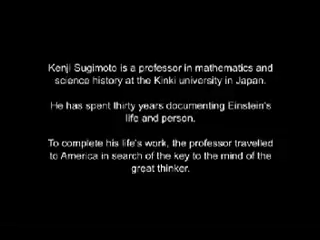 Kenji Sugimoto is a professor in mathematics and
science history at the Kinki university in Japan.
He has spent thirty years documenting Einstein's
life and person.
To complete his life's work, the professor travelled
to America in search of the key to the mind of the
great thinker.